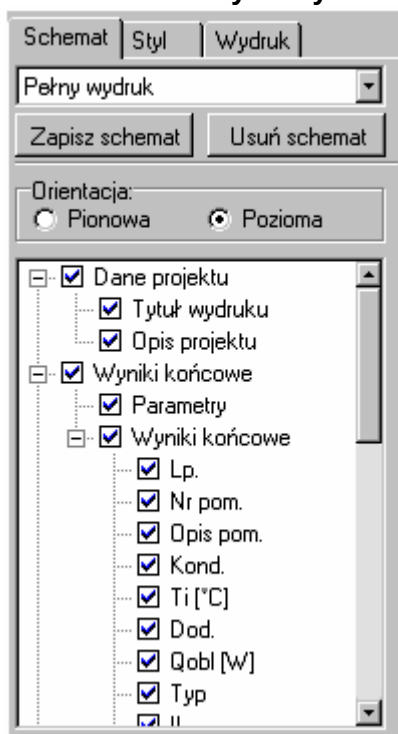 Schemat Styl Wydruk
Pełny wydruk
Zapisz schemat Usuń schemat
Orientacja:
Pionowa Pozioma
Dane projektu
Tytuł wydruku
Opis projektu
Wyniki końcowe
Parametry
Wyniki końcowe
Lp.
Nr pom.
Opis pom.
Kond.
Ti [°C]
Dod.
Qobl [W]
Typ